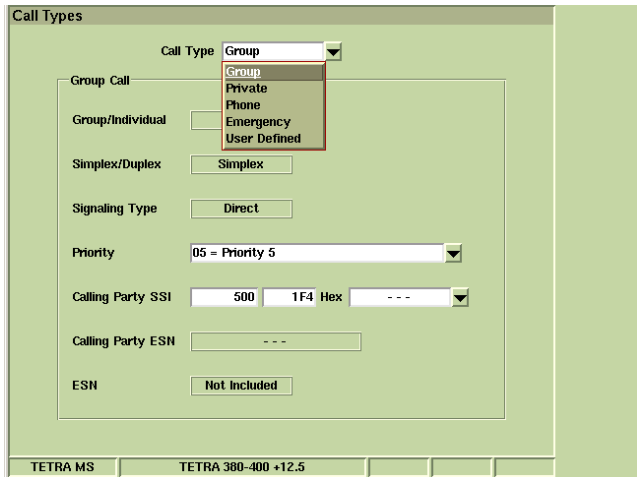 Call Types
Call Type Group
Group
Private
Phone
Emergency
User Defined
Group Call
Group/Individual
Simplex/Duplex Simplex
Signaling Type Direct
Priority 05 = Priority 5
Calling Party SSI 500 1F4 Hex - - -
Calling Party ESN - - -
ESN Not Included
TETRA MS TETRA 380-400 +12.5